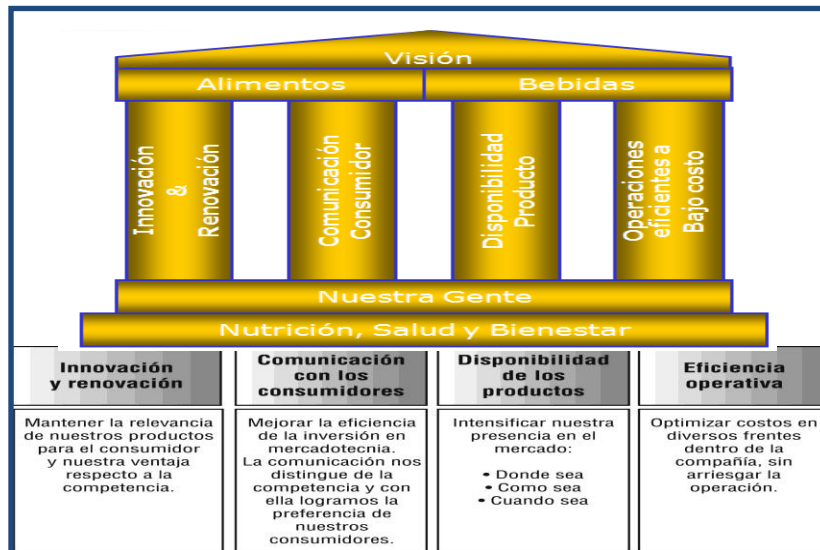 Visión
Alimentos
Bebidas
Innovación
&
Renovación
Comunicación
Consumidor
Disponibilidad
Producto
Operaciones
eficientes a
Bajo costo
Nuestra Gente
Nutrición, Salud y Bienestar
Innovación
y renovación
Mantener la relevancia
de nuestros productos
para el consumidor
y nuestra ventaja
respecto a la
competencia.
Comunicación
con los
consumidores
Mejorar la eficiencia
de la inversión en
mercadotecnia.
La comunicación nos
distingue de la
competencia y con
ella logramos la
preferencia de
nuestros
consumidores.
Disponibilidad
de los
productos
Intensificar nuestra
presencia en el
mercado:
• Donde sea
• Como sea
• Cuando sea
Eficiencia
operativa
Optimizar costos en
diversos frentes
dentro de la
compañía, sin
arriesgar la
operación.